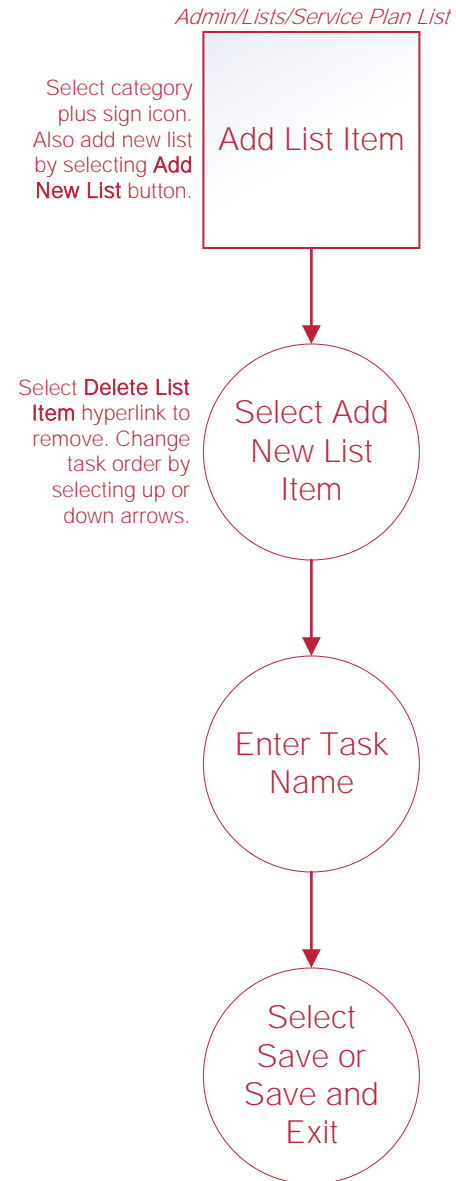 Admin/Lists/Service Plan List
Select category
plus sign icon.
Also add new list
by selecting Add
New List button.
Add List Item
Select Delete List
Item hyperlink to
remove. Change
task order by
selecting up or
down arrows.
Select Add
New List
Item
Enter Task
Name
Select
Save or
Save and
Exit